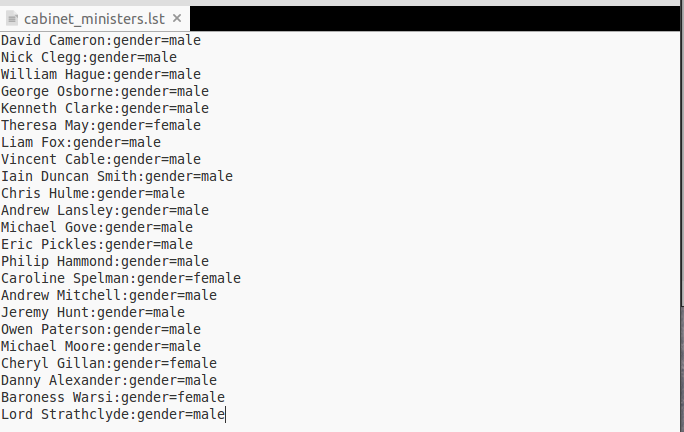 cabinet_ministers.lst ×
David Cameron:gender=male
Nick Clegg:gender=male
William Hague:gender=male
George Osborne:gender=male
Kenneth Clarke:gender=male
Theresa May:gender=female
Liam Fox:gender=male
Vincent Cable:gender=male
Iain Duncan Smith:gender=male
Chris Hulme:gender=male
Andrew Lansley:gender=male
Michael Gove:gender=male
Eric Pickles:gender=male
Philip Hammond:gender=male
Caroline Spelman:gender=female
Andrew Mitchell:gender=male
Jeremy Hunt:gender=male
Owen Paterson:gender=male
Michael Moore:gender=male
Cheryl Gillan:gender=female
Danny Alexander:gender=male
Baroness Warsi:gender=female
Lord Strathclyde:gender=male